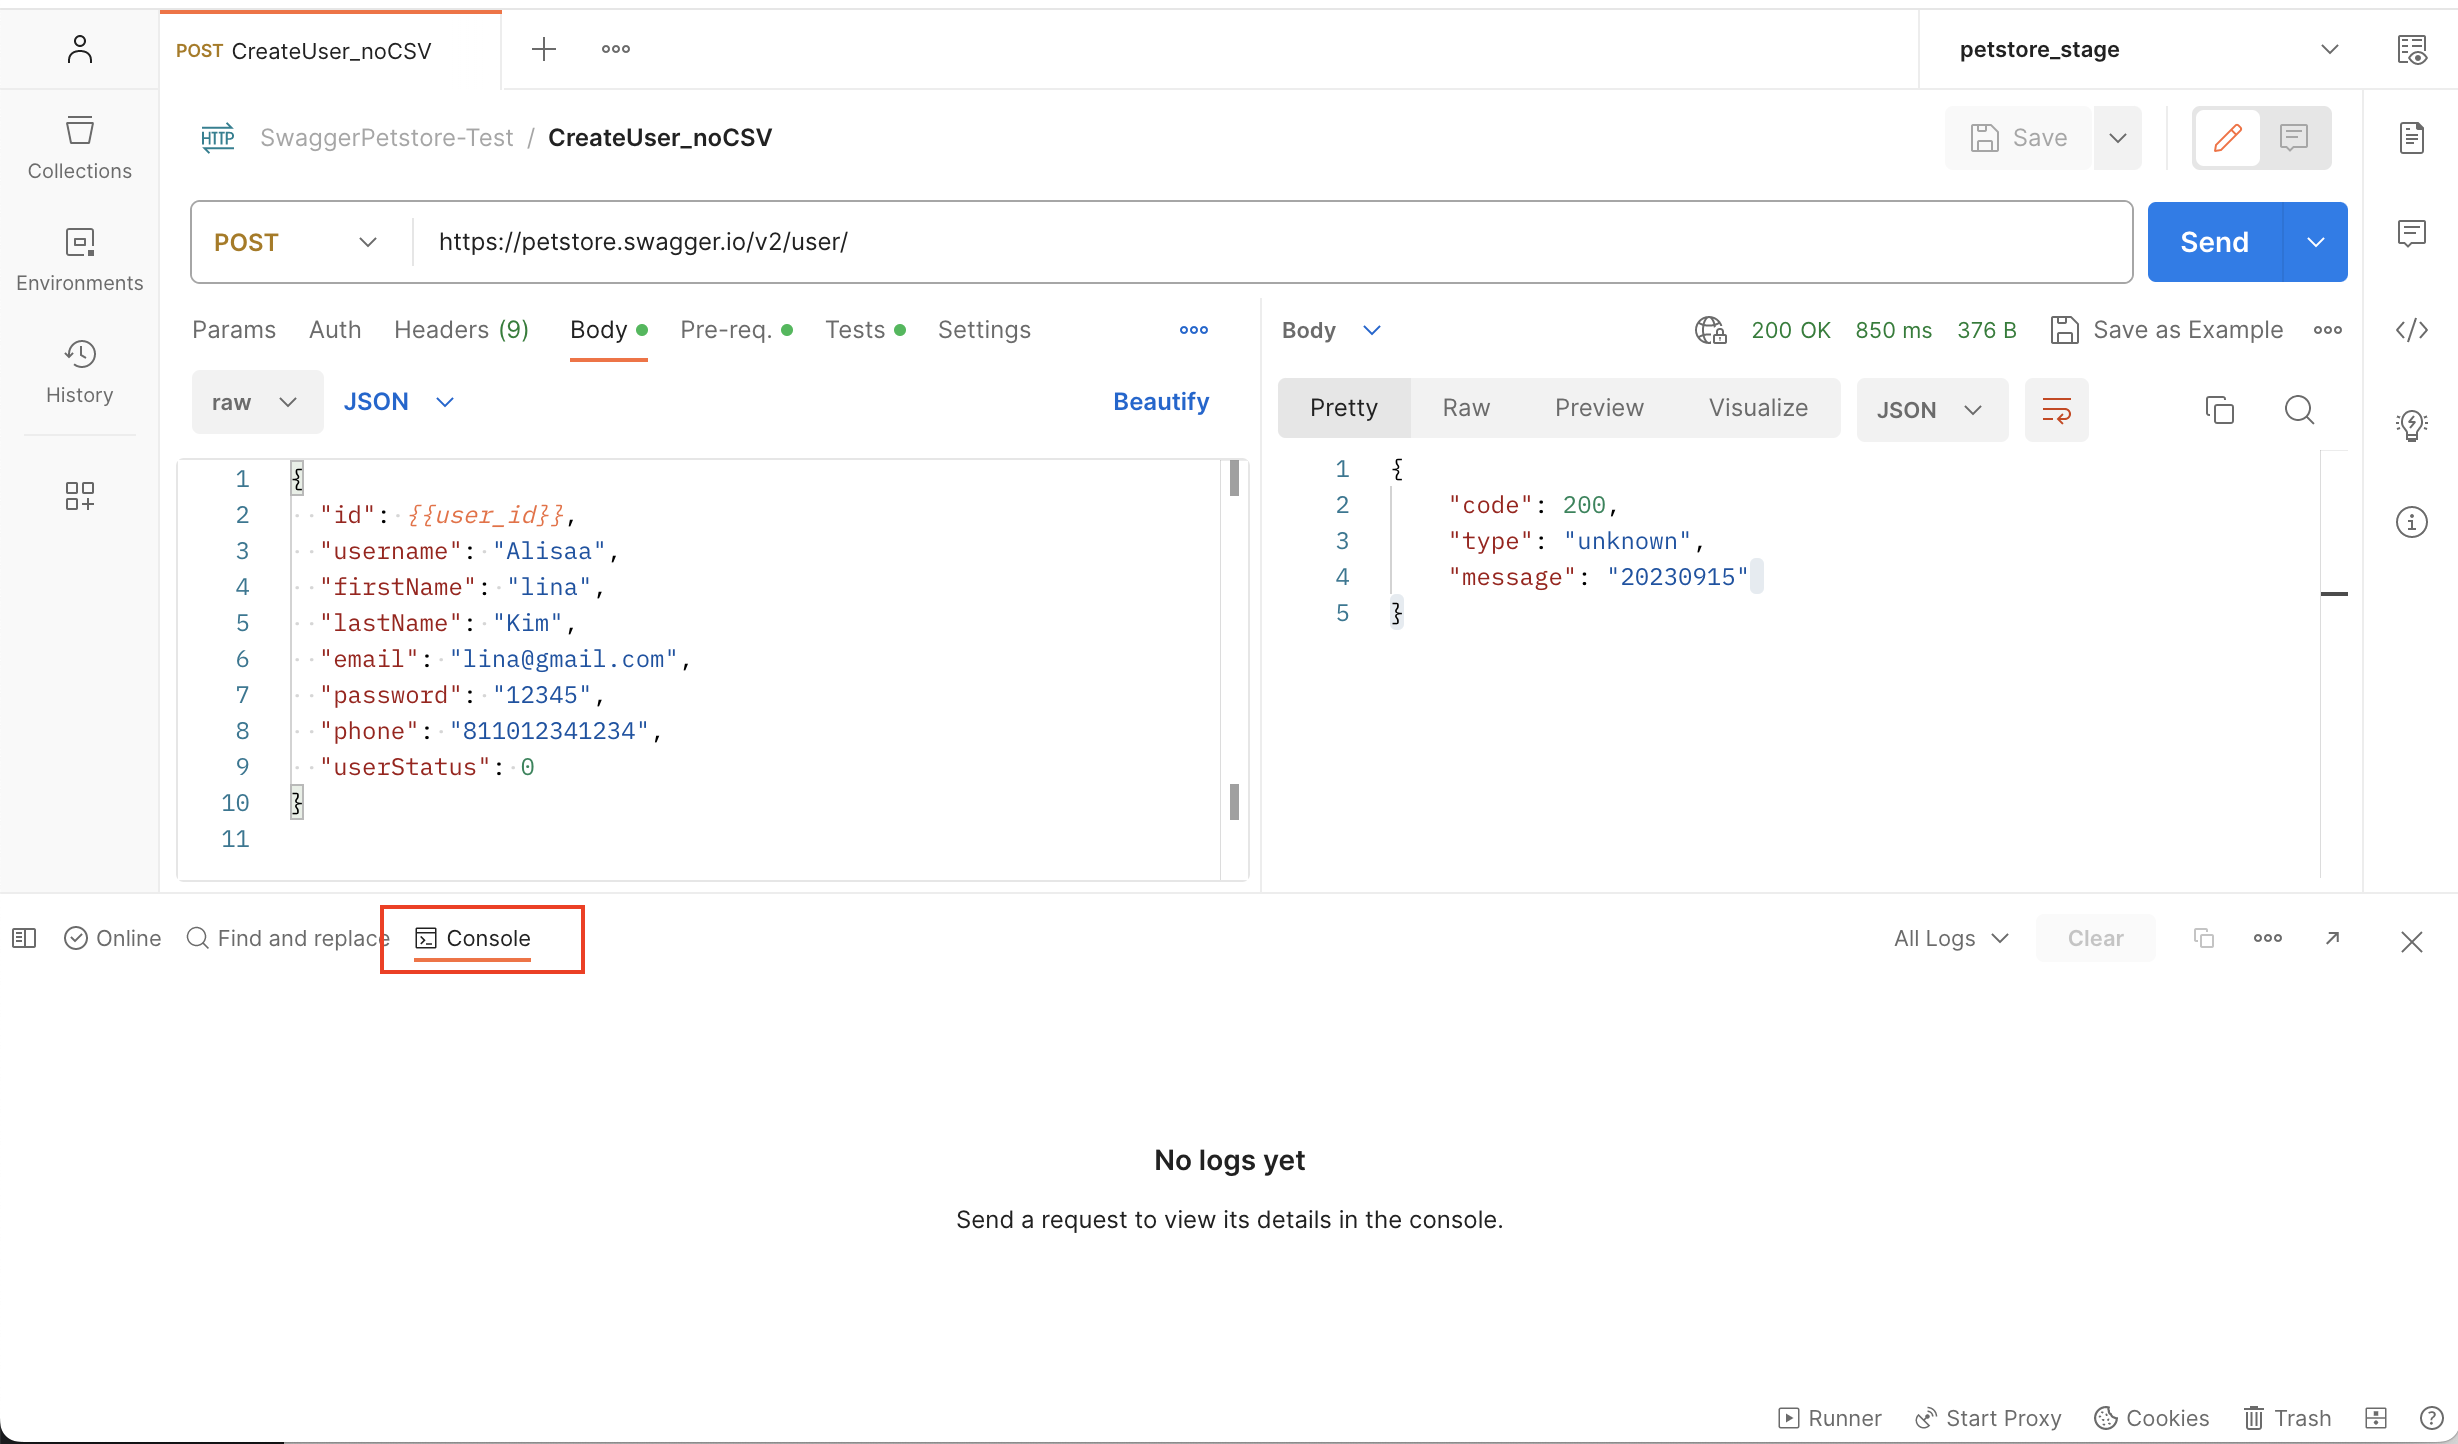 POST CreateUser_noCSV
petstore_stage
HTTP SwaggerPetstore-Test / CreateUser_noCSV
Save
Collections
Environments
History
POST https://petstore.swagger.io/v2/user/
Send
Params Auth Headers (9) Body Pre-req. Tests Settings
raw JSON Beautify
1 {
2 "id": {{user_id}},
3 "username": "Alisaa",
4 "firstName": "lina",
5 "lastName": "Kim",
6 "email": "lina@gmail.com",
7 "password": "12345",
8 "phone": "811012341234",
9 "userStatus": 0
10 }
11
Body 200 OK 850 ms 376 B Save as Example
Pretty Raw Preview Visualize JSON
1 {
2 "code": 200,
3 "type": "unknown",
4 "message": "20230915"
5 }
Online Find and replace Console All Logs Clear
No logs yet
Send a request to view its details in the console.
Runner Start Proxy Cookies Trash